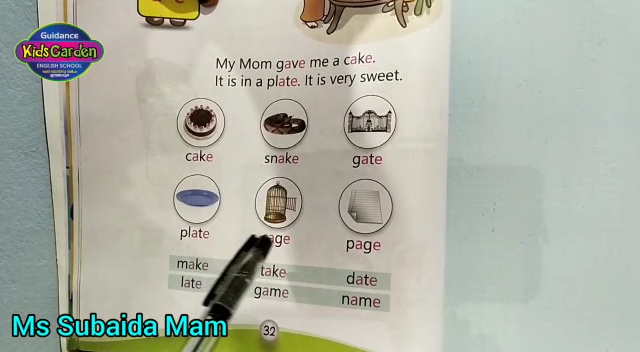 Guidance
Kids Garden
ENGLISH SCHOOL
My Mom gave me a cake.
It is in a plate. It is very sweet.
cake snake gate
plate age page
make take date
late game name
Ms Subaida Mam
32